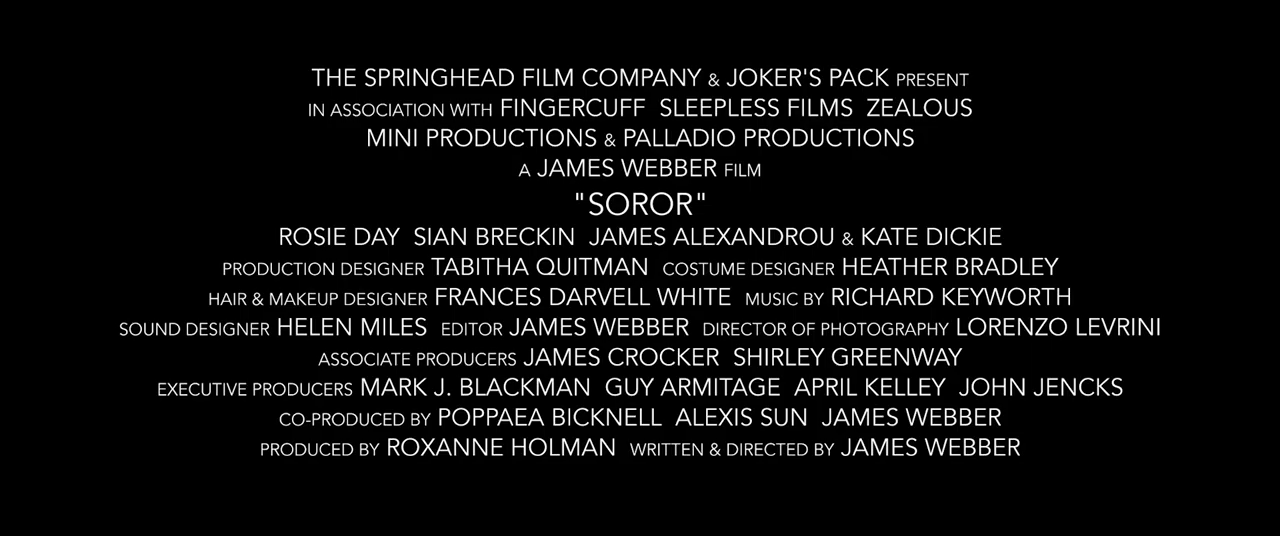 THE SPRINGHEAD FILM COMPANY & JOKER'S PACK PRESENT
IN ASSOCIATION WITH FINGERCUFF SLEEPLESS FILMS ZEALOUS
MINI PRODUCTIONS & PALLADIO PRODUCTIONS
A JAMES WEBBER FILM
"SOROR"
ROSIE DAY SIAN BRECKIN JAMES ALEXANDROU & KATE DICKIE
PRODUCTION DESIGNER TABITHA QUITMAN COSTUME DESIGNER HEATHER BRADLEY
HAIR & MAKEUP DESIGNER FRANCES DARVELL WHITE MUSIC BY RICHARD KEYWORTH
SOUND DESIGNER HELEN MILES EDITOR JAMES WEBBER DIRECTOR OF PHOTOGRAPHY LORENZO LEVRINI
ASSOCIATE PRODUCERS JAMES CROCKER SHIRLEY GREENWAY
EXECUTIVE PRODUCERS MARK J. BLACKMAN GUY ARMITAGE APRIL KELLEY JOHN JENCKS
CO-PRODUCED BY POPPAEA BICKNELL ALEXIS SUN JAMES WEBBER
PRODUCED BY ROXANNE HOLMAN WRITTEN & DIRECTED BY JAMES WEBBER